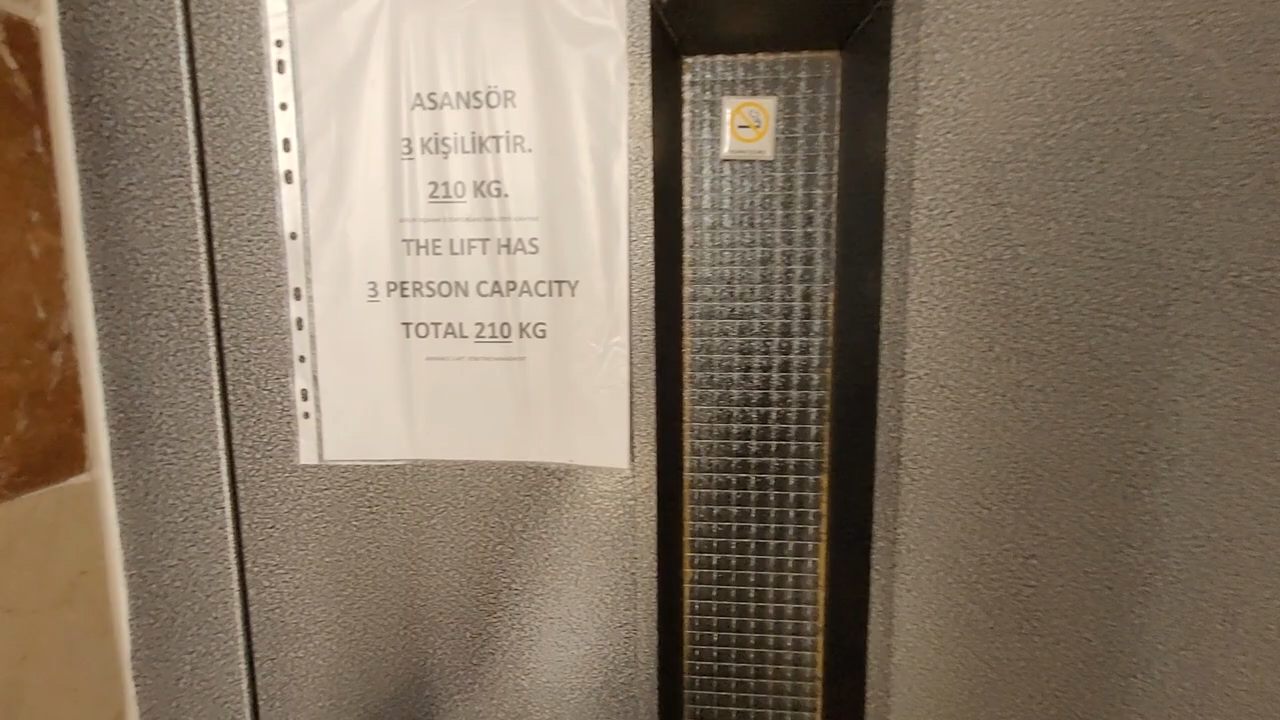 ASANSÖR
3 KİŞİLİKTİR.
210 KG.
THE LIFT HAS
3 PERSON CAPACITY
TOTAL 210 KG